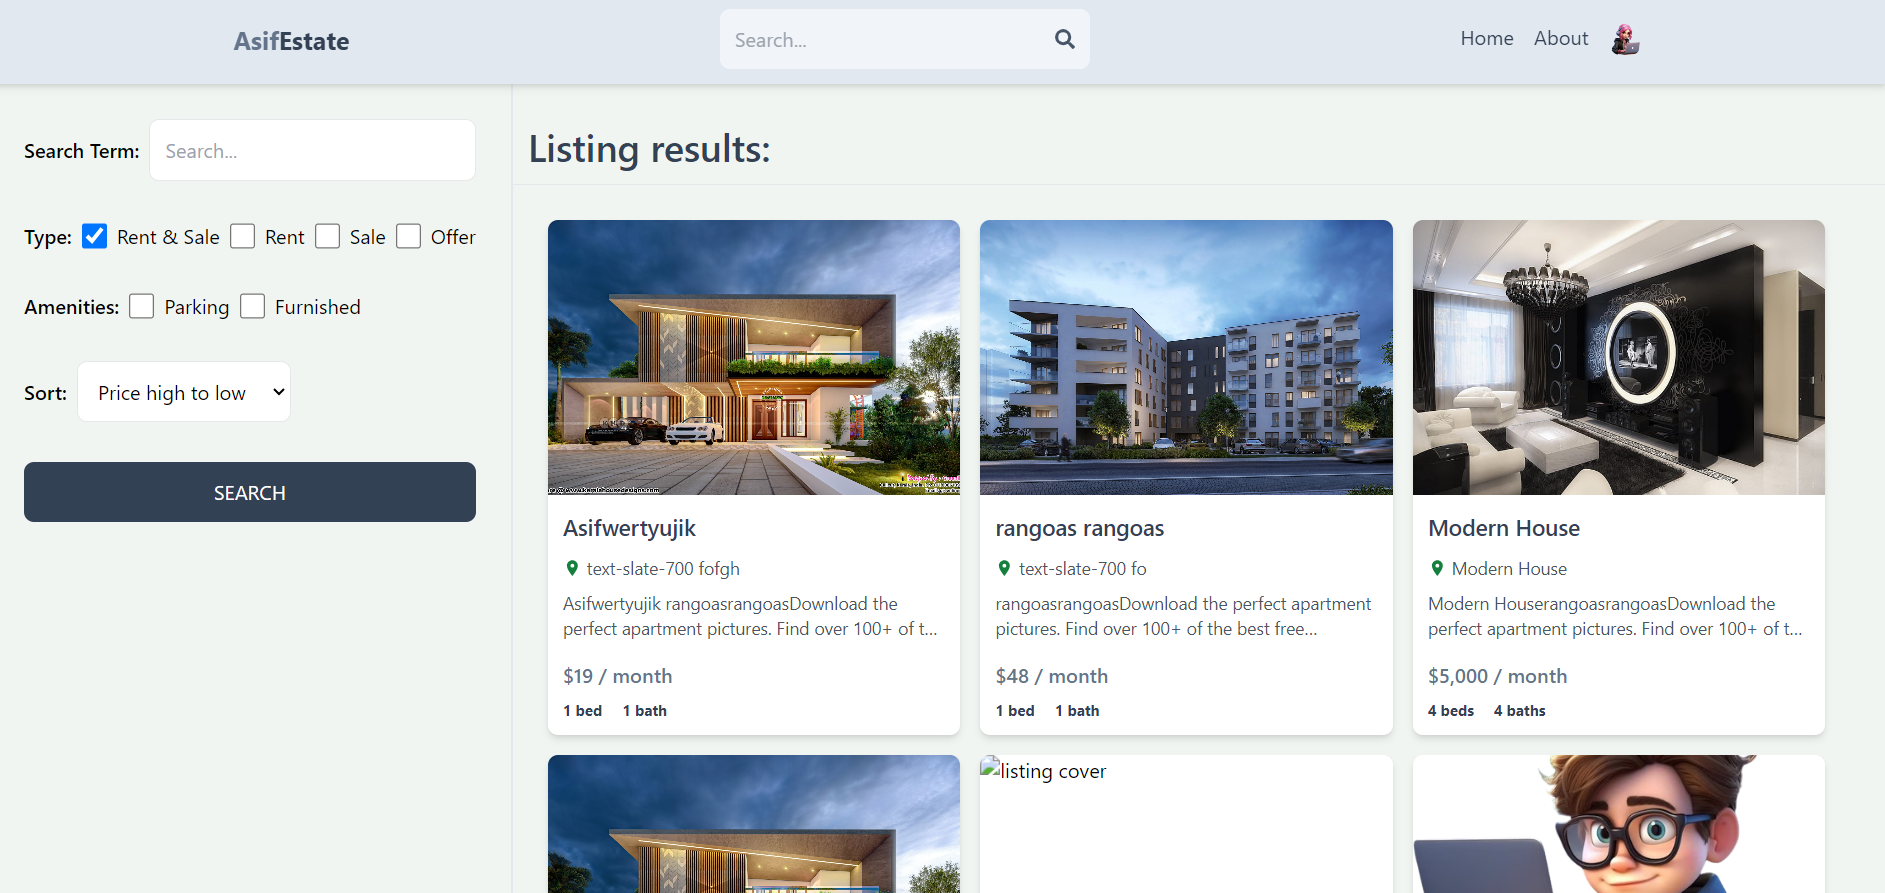 AsifEstate
Search...
Home
About
Search Term:
Search...
Type:
Rent & Sale
Rent
Sale
Offer
Amenities:
Parking
Furnished
Sort:
Price high to low
SEARCH
Listing results:
Asifwertyujik
text-slate-700 fofgh
Asifwertyujik rangoasrangoasDownload the
perfect apartment pictures. Find over 100+ of t...
$19 / month
1 bed
1 bath
rangoas rangoas
text-slate-700 fo
rangoasrangoasDownload the perfect apartment
pictures. Find over 100+ of the best free...
$48 / month
1 bed
1 bath
Modern House
Modern House
Modern HouserangoasrangoasDownload the
perfect apartment pictures. Find over 100+ of t...
$5,000 / month
4 beds
4 baths
listing cover